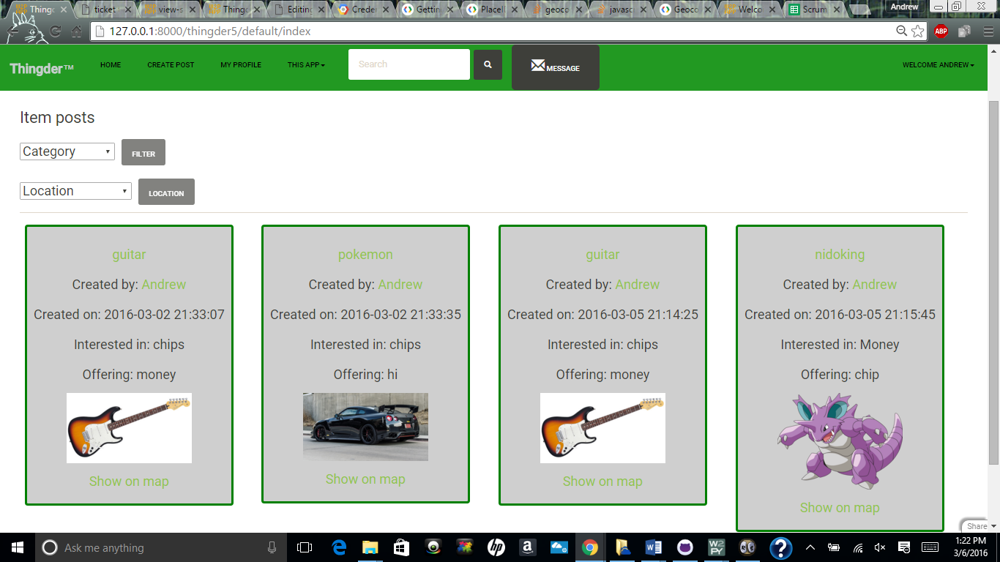 Thing
ticket
view-s
Thing
Editing
Crede
Gettin
Placel
geoco
javasc
Geoco
Welco
Scrum
Andrew
127.0.0.1:8000/thingder5/default/index
ABP
Thingder™
HOME
CREATE POST
MY PROFILE
THIS APP
Search
MESSAGE
WELCOME ANDREW
Item posts
Category
FILTER
Location
LOCATION
guitar
Created by: Andrew
Created on: 2016-03-02 21:33:07
Interested in: chips
Offering: money
Show on map
pokemon
Created by: Andrew
Created on: 2016-03-02 21:33:35
Interested in: chips
Offering: hi
Show on map
guitar
Created by: Andrew
Created on: 2016-03-05 21:14:25
Interested in: chips
Offering: money
Show on map
nidoking
Created by: Andrew
Created on: 2016-03-05 21:15:45
Interested in: Money
Offering: chip
Show on map
Share
Ask me anything
hp
a
W2PY
1:22 PM
3/6/2016